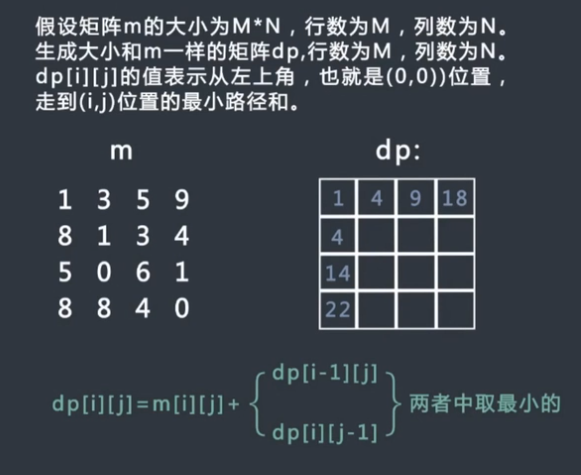 假设矩阵m的大小为M*N，行数为M，列数为N。
生成大小和m一样的矩阵dp,行数为M，列数为N。
dp[i][j]的值表示从左上角，也就是(0,0))位置，
走到(i,j)位置的最小路径和。
m dp:
1 3 5 9 1 4 9 18
8 1 3 4 4
5 0 6 1 14
8 8 4 0 22
dp[i-1][j]
dp[i][j]=m[i][j]+ { } 两者中取最小的
dp[i][j-1]